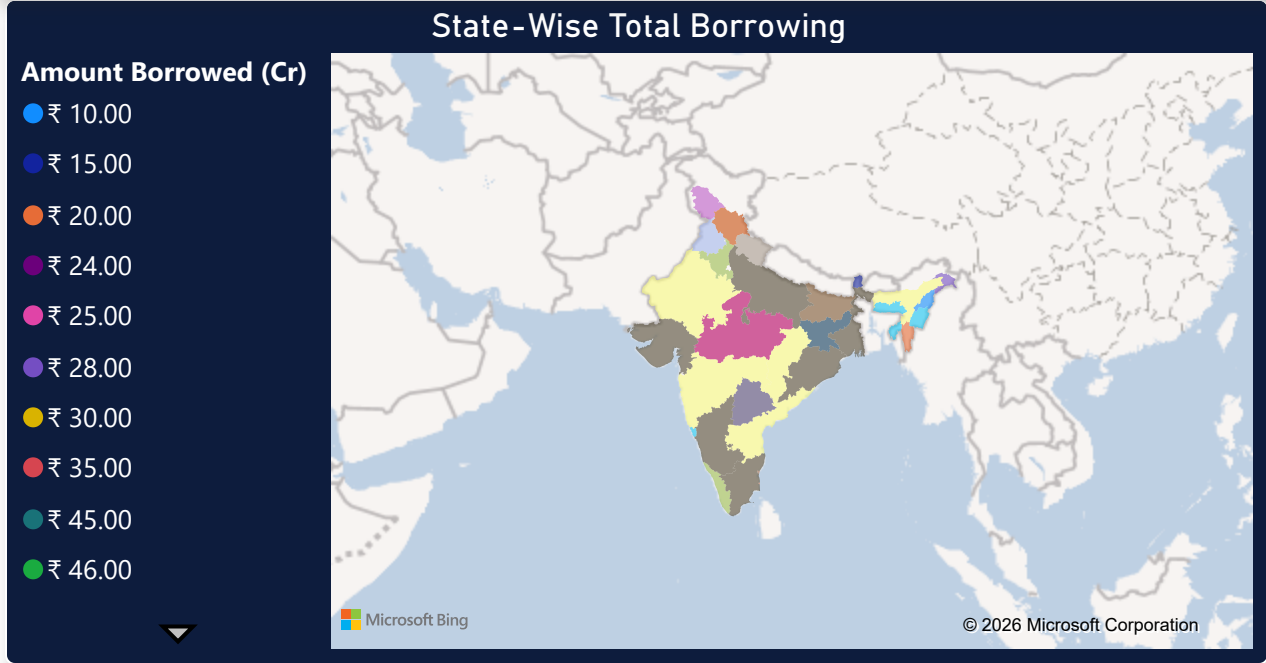 State-Wise Total Borrowing
Amount Borrowed (Cr)
₹ 10.00
₹ 15.00
₹ 20.00
₹ 24.00
₹ 25.00
₹ 28.00
₹ 30.00
₹ 35.00
₹ 45.00
₹ 46.00
Microsoft Bing
© 2026 Microsoft Corporation